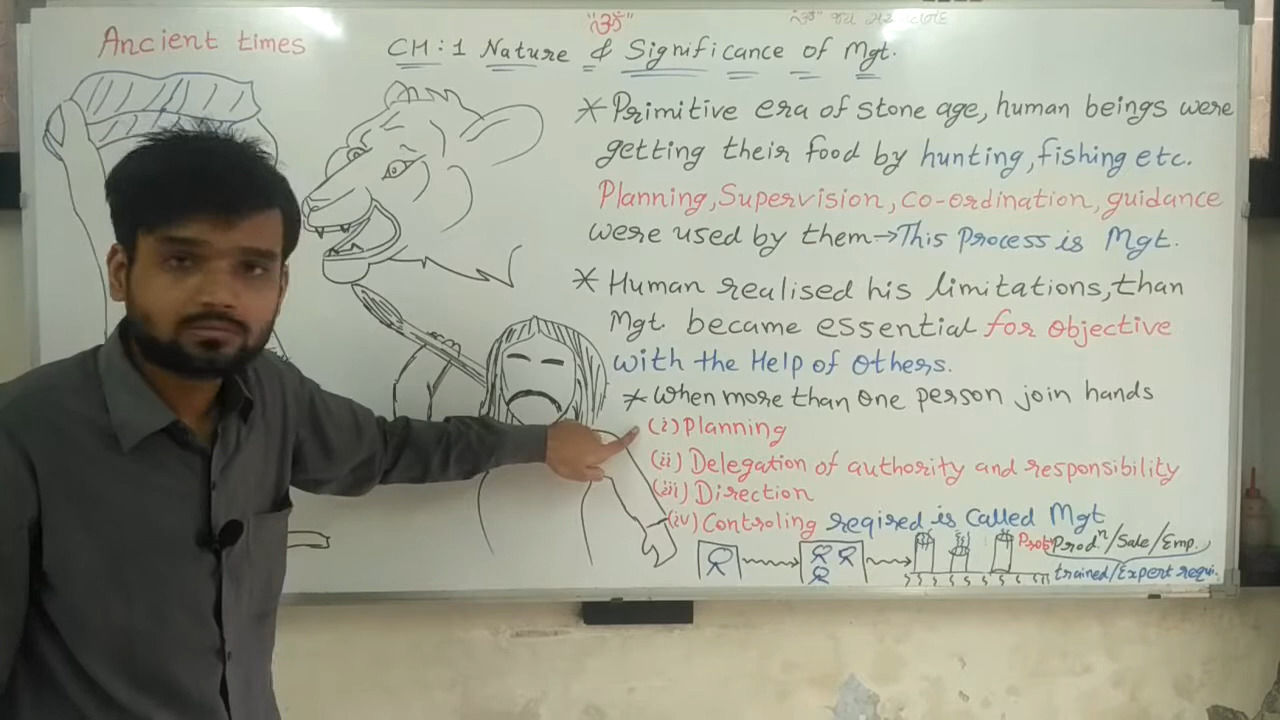 "ૐ"
Ancient times
CH:1 Nature & Significance of Mgt.
* Primitive era of stone age, human beings were
getting their food by hunting, fishing etc.
Planning, Supervision, co-ordination, guidance
were used by them→This Process is Mgt.
* Human realised his limitations, than
Mgt. became essential for objective
with the Help of Others.
* When more than One person join hands
(i) Planning
(ii) Delegation of authority and responsibility
(iii) Direction
(iv) Controling reqired is Called Mgt
Prodⁿ/Sale/Emp.
trained/Expert requi.